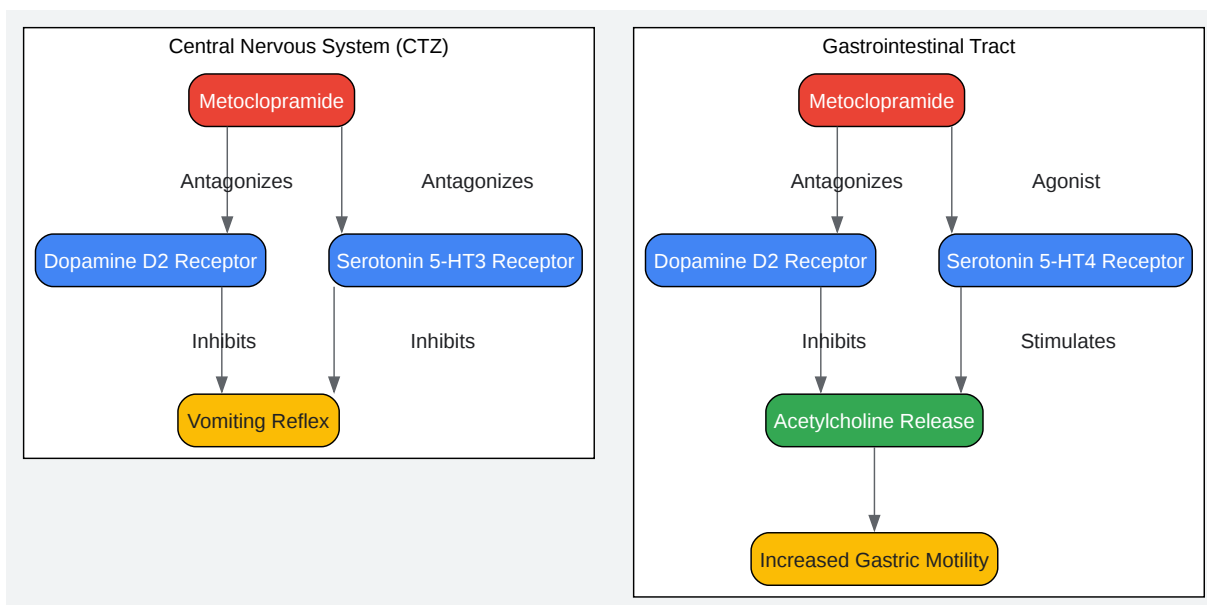 Central Nervous System (CTZ)
Metoclopramide
Antagonizes
Antagonizes
Dopamine D2 Receptor
Serotonin 5-HT3 Receptor
Inhibits
Inhibits
Vomiting Reflex
Gastrointestinal Tract
Metoclopramide
Antagonizes
Agonist
Dopamine D2 Receptor
Serotonin 5-HT4 Receptor
Inhibits
Stimulates
Acetylcholine Release
Increased Gastric Motility